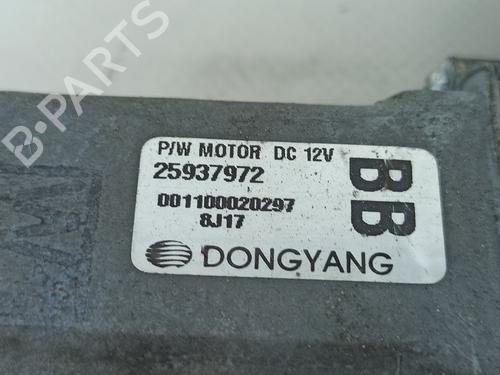 P/W MOTOR DC 12V
25937972
001100020297
8J17
BB
DONGYANG
B-PARTS